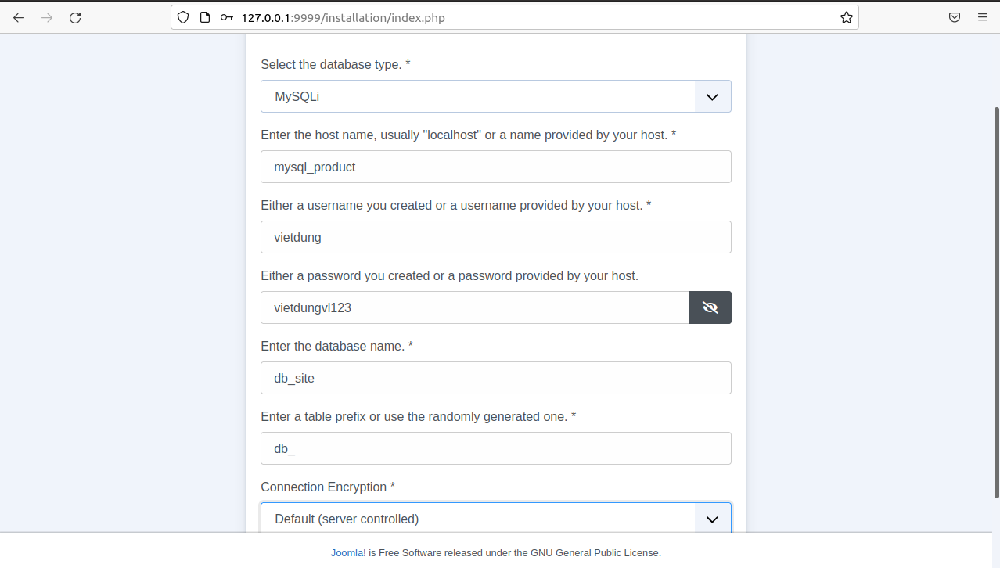 127.0.0.1:9999/installation/index.php
Select the database type. *
MySQLi
Enter the host name, usually "localhost" or a name provided by your host. *
mysql_product
Either a username you created or a username provided by your host. *
vietdung
Either a password you created or a password provided by your host.
vietdungvl123
Enter the database name. *
db_site
Enter a table prefix or use the randomly generated one. *
db_
Connection Encryption *
Default (server controlled)
Joomla! is Free Software released under the GNU General Public License.